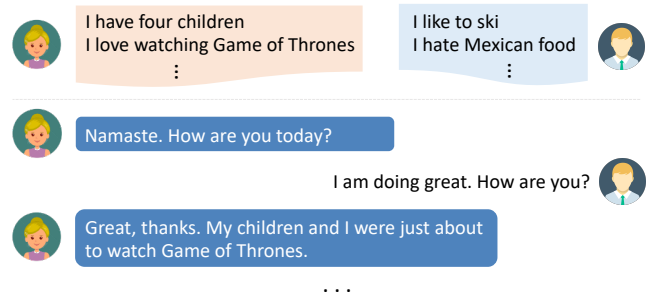 I have four children
I love watching Game of Thrones
⋮
I like to ski
I hate Mexican food
⋮
Namaste. How are you today?
I am doing great. How are you?
Great, thanks. My children and I were just about
to watch Game of Thrones.
. . .